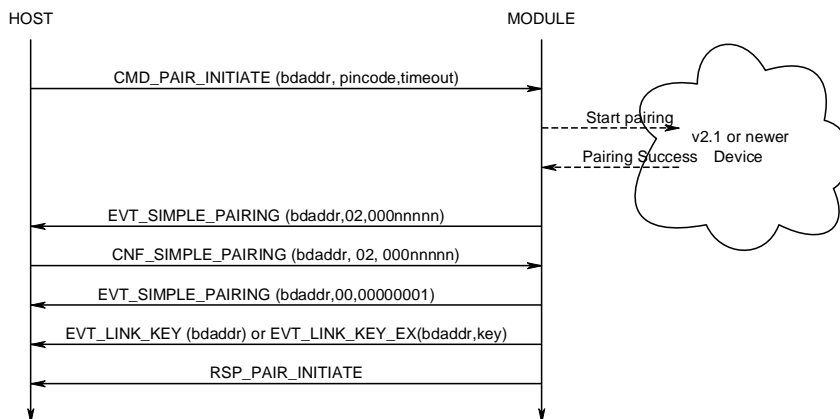 HOST
MODULE
CMD_PAIR_INITIATE (bdaddr, pincode,timeout)
Start pairing
v2.1 or newer
Device
Pairing Success
EVT_SIMPLE_PAIRING (bdaddr,02,000nnnnn)
CNF_SIMPLE_PAIRING (bdaddr, 02, 000nnnnn)
EVT_SIMPLE_PAIRING (bdaddr,00,00000001)
EVT_LINK_KEY (bdaddr) or EVT_LINK_KEY_EX(bdaddr,key)
RSP_PAIR_INITIATE